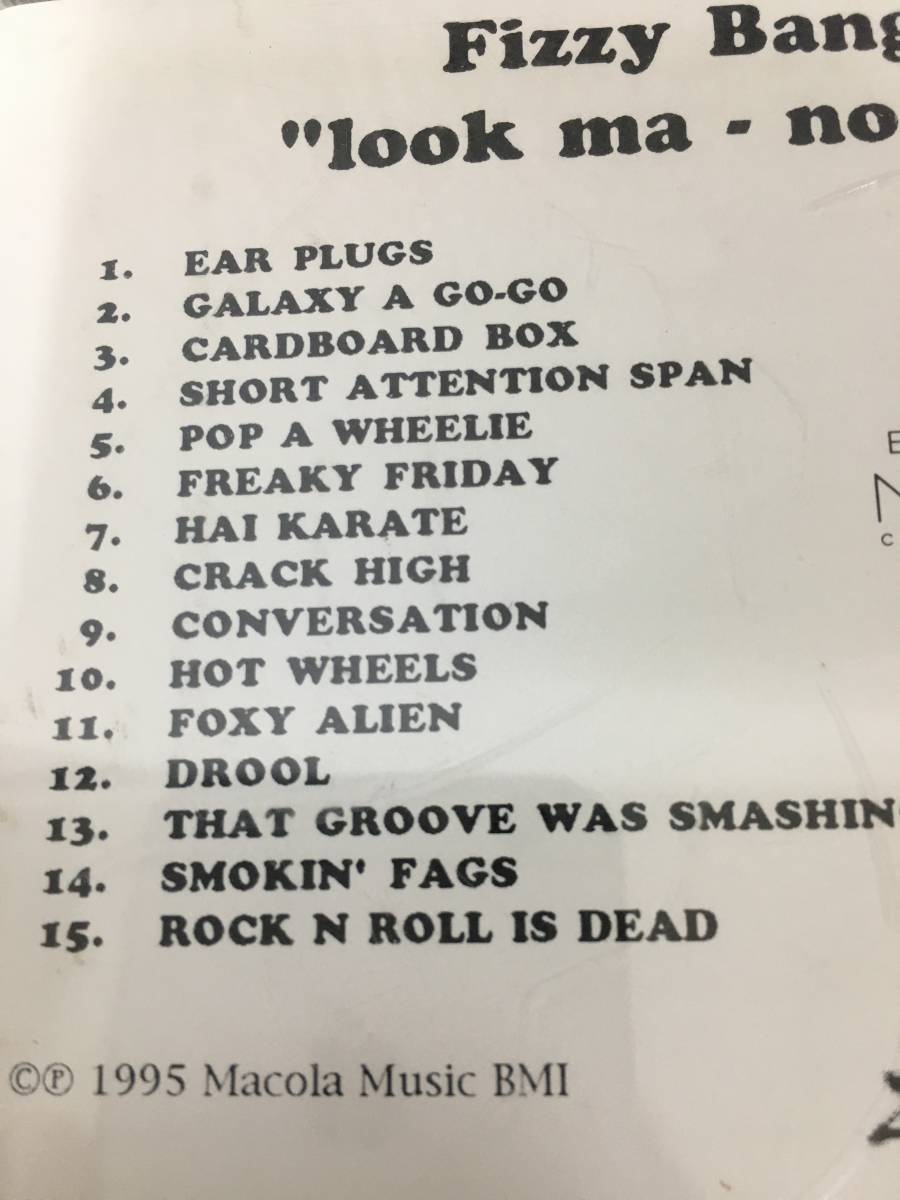 Fizzy Bang
"look ma - no
1. EAR PLUGS
2. GALAXY A GO-GO
3. CARDBOARD BOX
4. SHORT ATTENTION SPAN
5. POP A WHEELIE
6. FREAKY FRIDAY
7. HAI KARATE
8. CRACK HIGH
9. CONVERSATION
10. HOT WHEELS
11. FOXY ALIEN
12. DROOL
13. THAT GROOVE WAS SMASHIN
14. SMOKIN' FAGS
15. ROCK N ROLL IS DEAD
©℗ 1995 Macola Music BMI